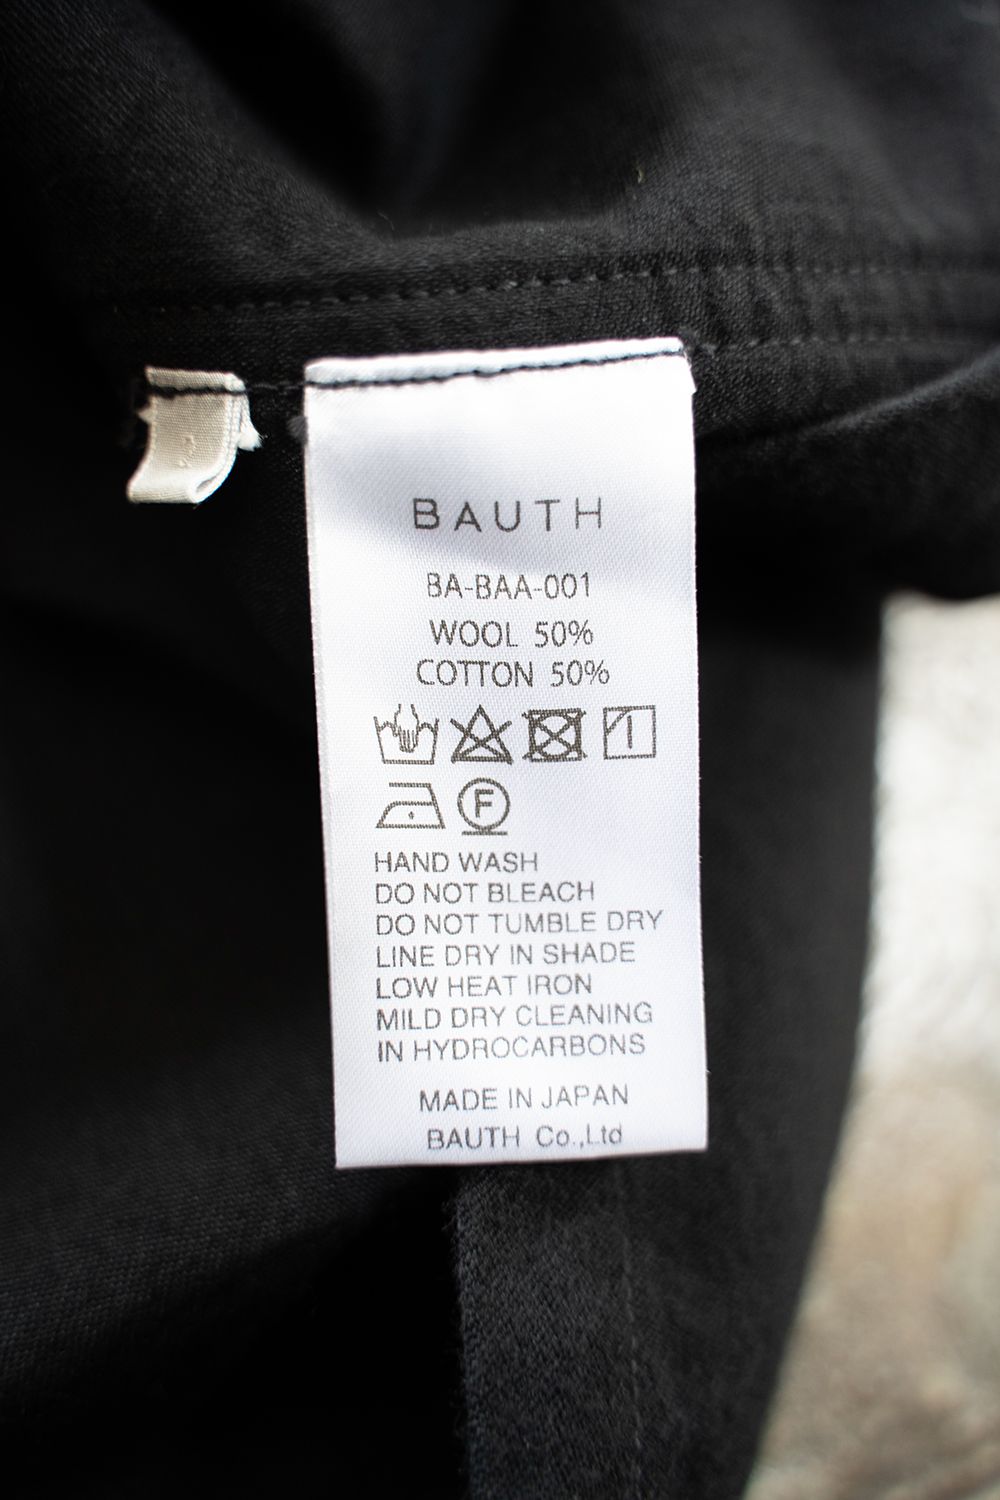 BAUTH
BA-BAA-001
WOOL 50%
COTTON 50%
F
HAND WASH
DO NOT BLEACH
DO NOT TUMBLE DRY
LINE DRY IN SHADE
LOW HEAT IRON
MILD DRY CLEANING
IN HYDROCARBONS
MADE IN JAPAN
BAUTH Co.,Ltd